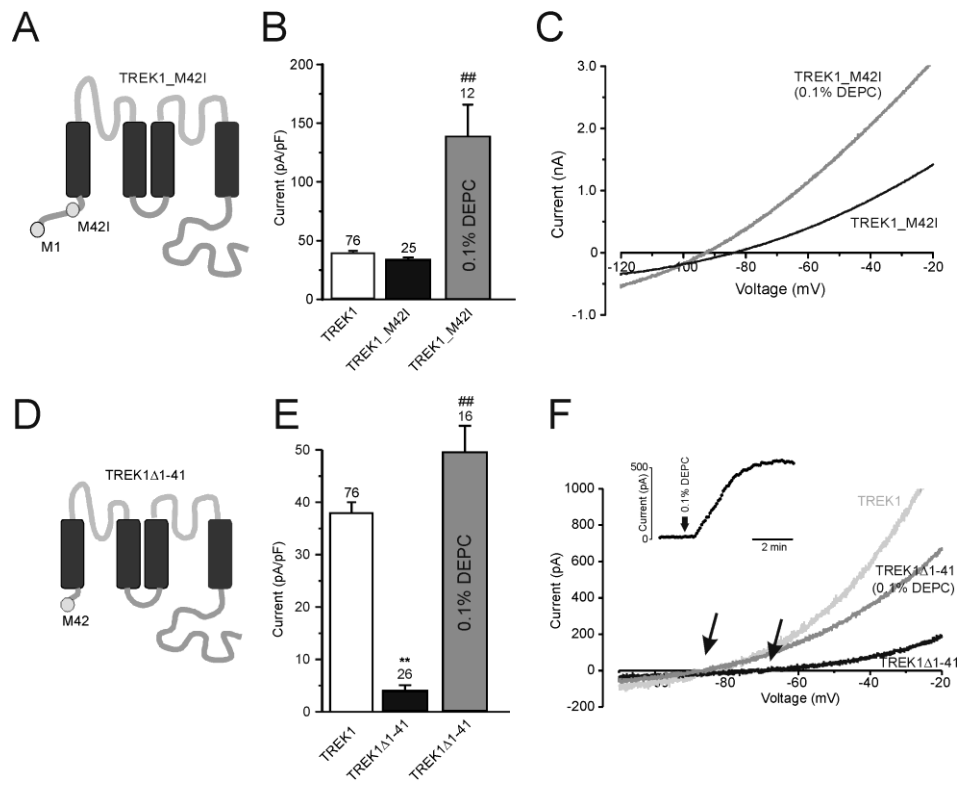 A
TREK1_M42I
M42I
M1
B
Current (pA/pF)
200
150
100
50
0
76
25
##
12
0.1% DEPC
TREK1
TREK1_M42I
TREK1_M42I
C
Current (nA)
3.0
2.0
1.0
0
-1.0
-120
-100
-80
-60
-40
-20
Voltage (mV)
TREK1_M42I
(0.1% DEPC)
TREK1_M42I
D
TREK1Δ1-41
M42
E
Current (pA/pF)
50
40
30
20
10
0
76
**
26
##
16
0.1% DEPC
TREK1
TREK1Δ1-41
TREK1Δ1-41
F
Current (pA)
1000
800
600
400
200
0
-200
-80
-60
-40
-20
Voltage (mV)
Current (pA)
500
0
0.1% DEPC
2 min
TREK1
TREK1Δ1-41
(0.1% DEPC)
TREK1Δ1-41